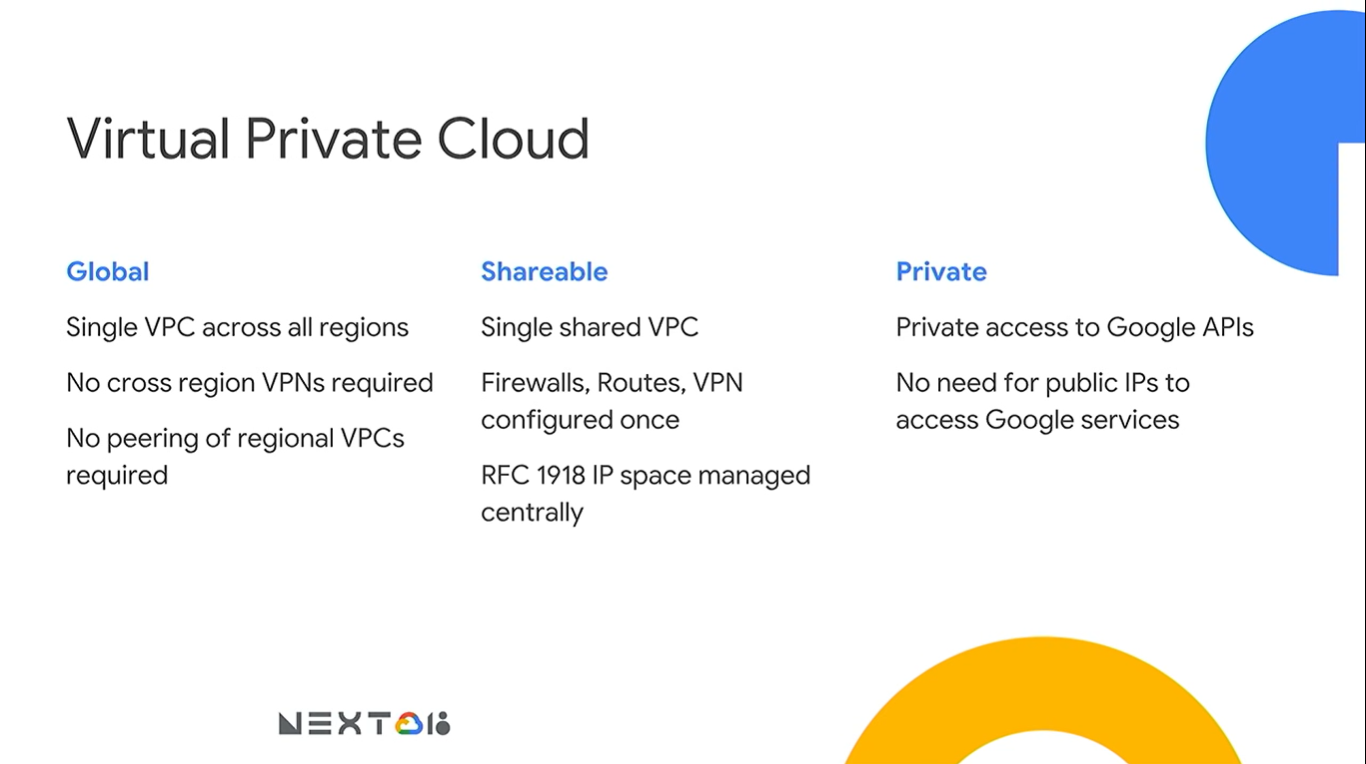 Virtual Private Cloud
Global
Single VPC across all regions
No cross region VPNs required
No peering of regional VPCs
required
Shareable
Single shared VPC
Firewalls, Routes, VPN
configured once
RFC 1918 IP space managed
centrally
Private
Private access to Google APIs
No need for public IPs to
access Google services
NEXT 18